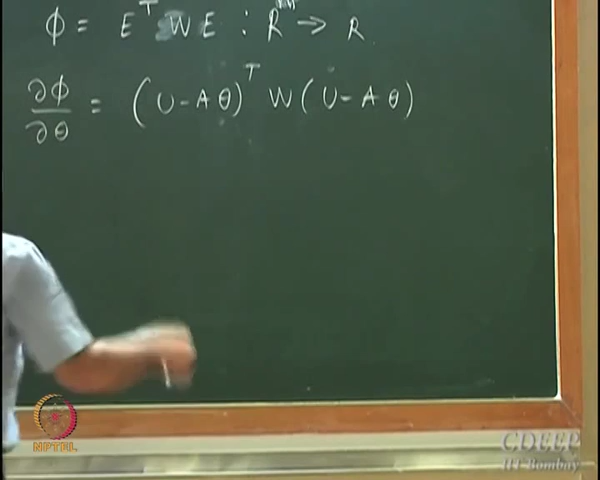 ϕ = E^T W E : R → R
∂ϕ/∂θ = (U - Aθ)^T W (U - Aθ)
NPTEL
CDEEP
IIT Bombay